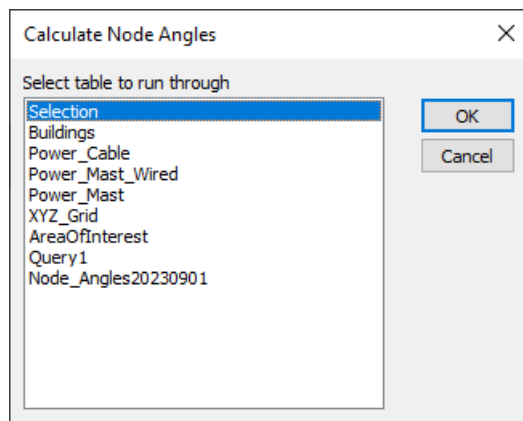 Calculate Node Angles
Select table to run through
Selection
Buildings
Power_Cable
Power_Mast_Wired
Power_Mast
XYZ_Grid
AreaOfInterest
Query1
Node_Angles20230901
OK
Cancel